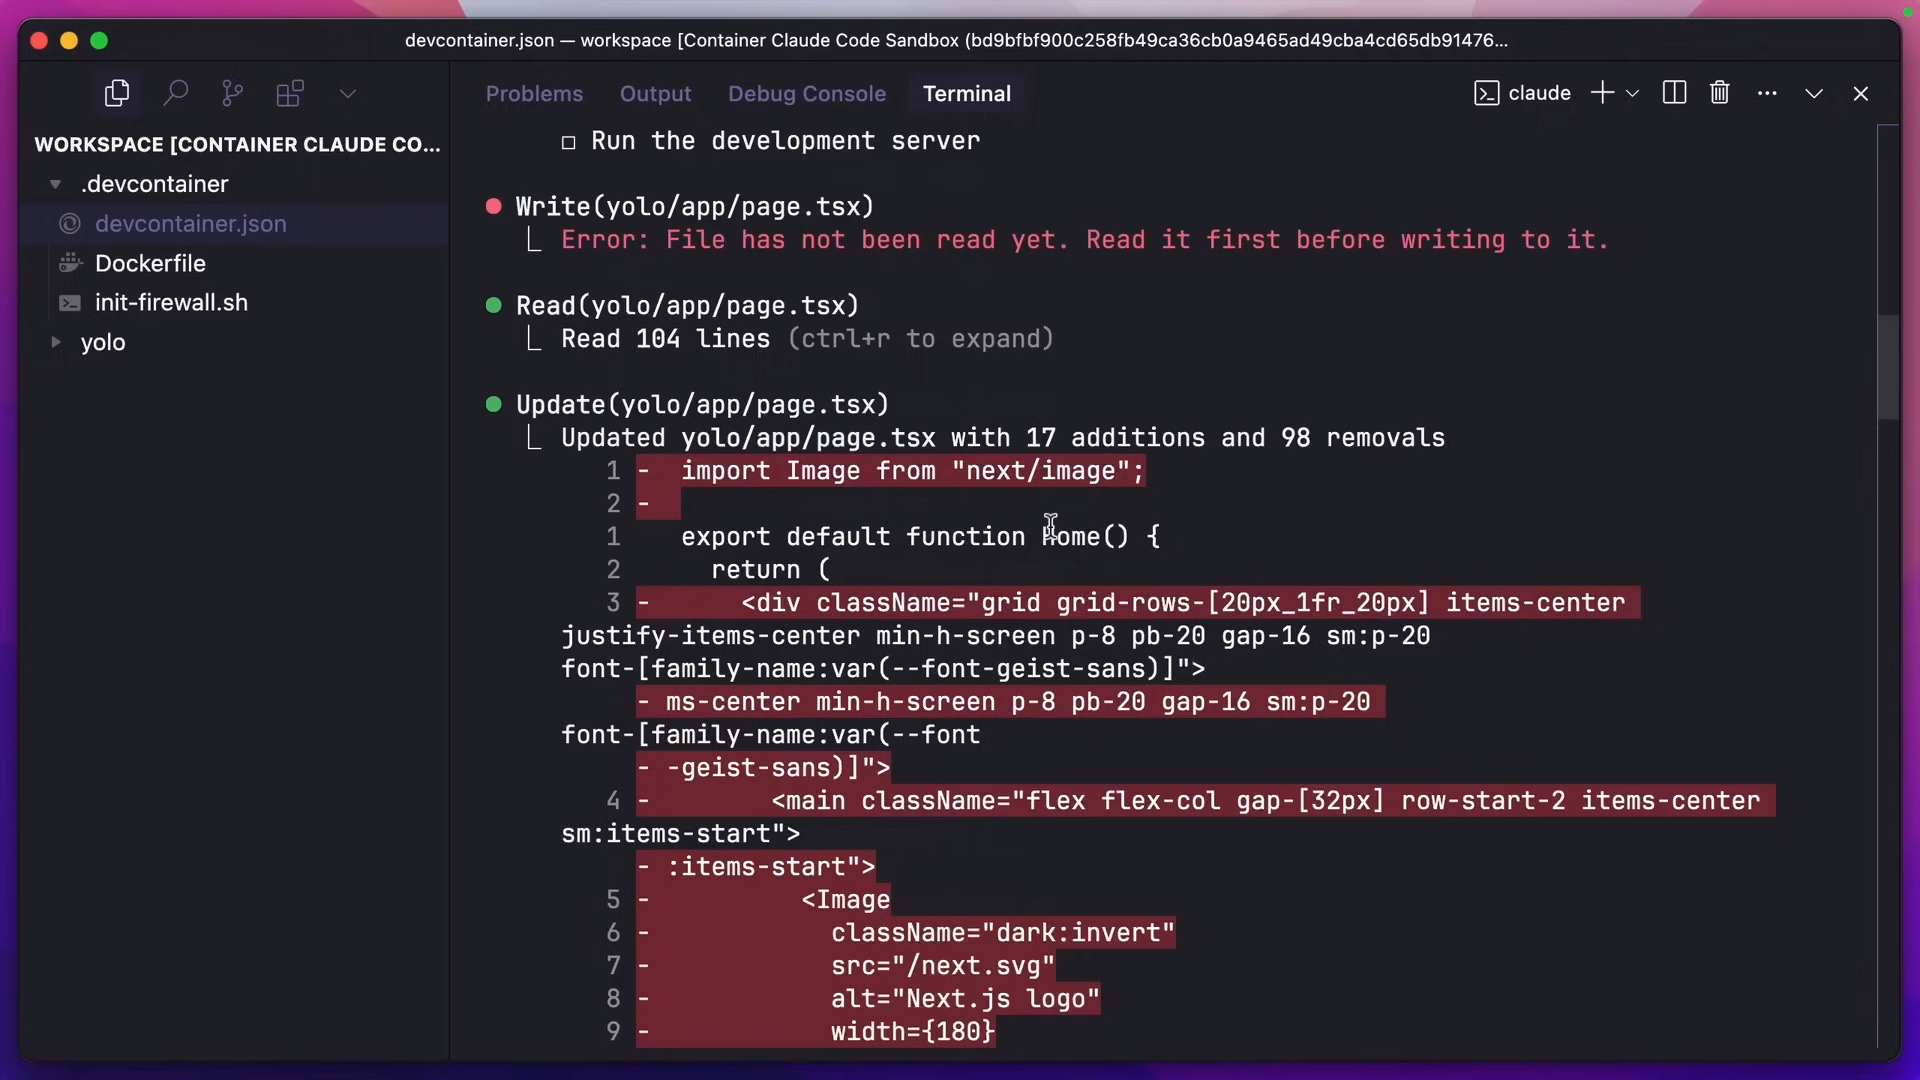 devcontainer.json — workspace [Container Claude Code Sandbox (bd9bfbf900c258fb49ca36cb0a9465ad49cba4cd65db91476...
Problems Output Debug Console Terminal claude
WORKSPACE [CONTAINER CLAUDE CO...
.devcontainer
devcontainer.json
Dockerfile
init-firewall.sh
yolo
□ Run the development server
Write(yolo/app/page.tsx)
Error: File has not been read yet. Read it first before writing to it.
Read(yolo/app/page.tsx)
Read 104 lines (ctrl+r to expand)
Update(yolo/app/page.tsx)
Updated yolo/app/page.tsx with 17 additions and 98 removals
1 - import Image from "next/image";
2 -
1 export default function Home() {
2 return (
3 - <div className="grid grid-rows-[20px_1fr_20px] items-center
justify-items-center min-h-screen p-8 pb-20 gap-16 sm:p-20
font-[family-name:var(--font-geist-sans)]">
- ms-center min-h-screen p-8 pb-20 gap-16 sm:p-20
font-[family-name:var(--font
- -geist-sans)]">
4 - <main className="flex flex-col gap-[32px] row-start-2 items-center
sm:items-start">
- :items-start">
5 - <Image
6 - className="dark:invert"
7 - src="/next.svg"
8 - alt="Next.js logo"
9 - width={180}